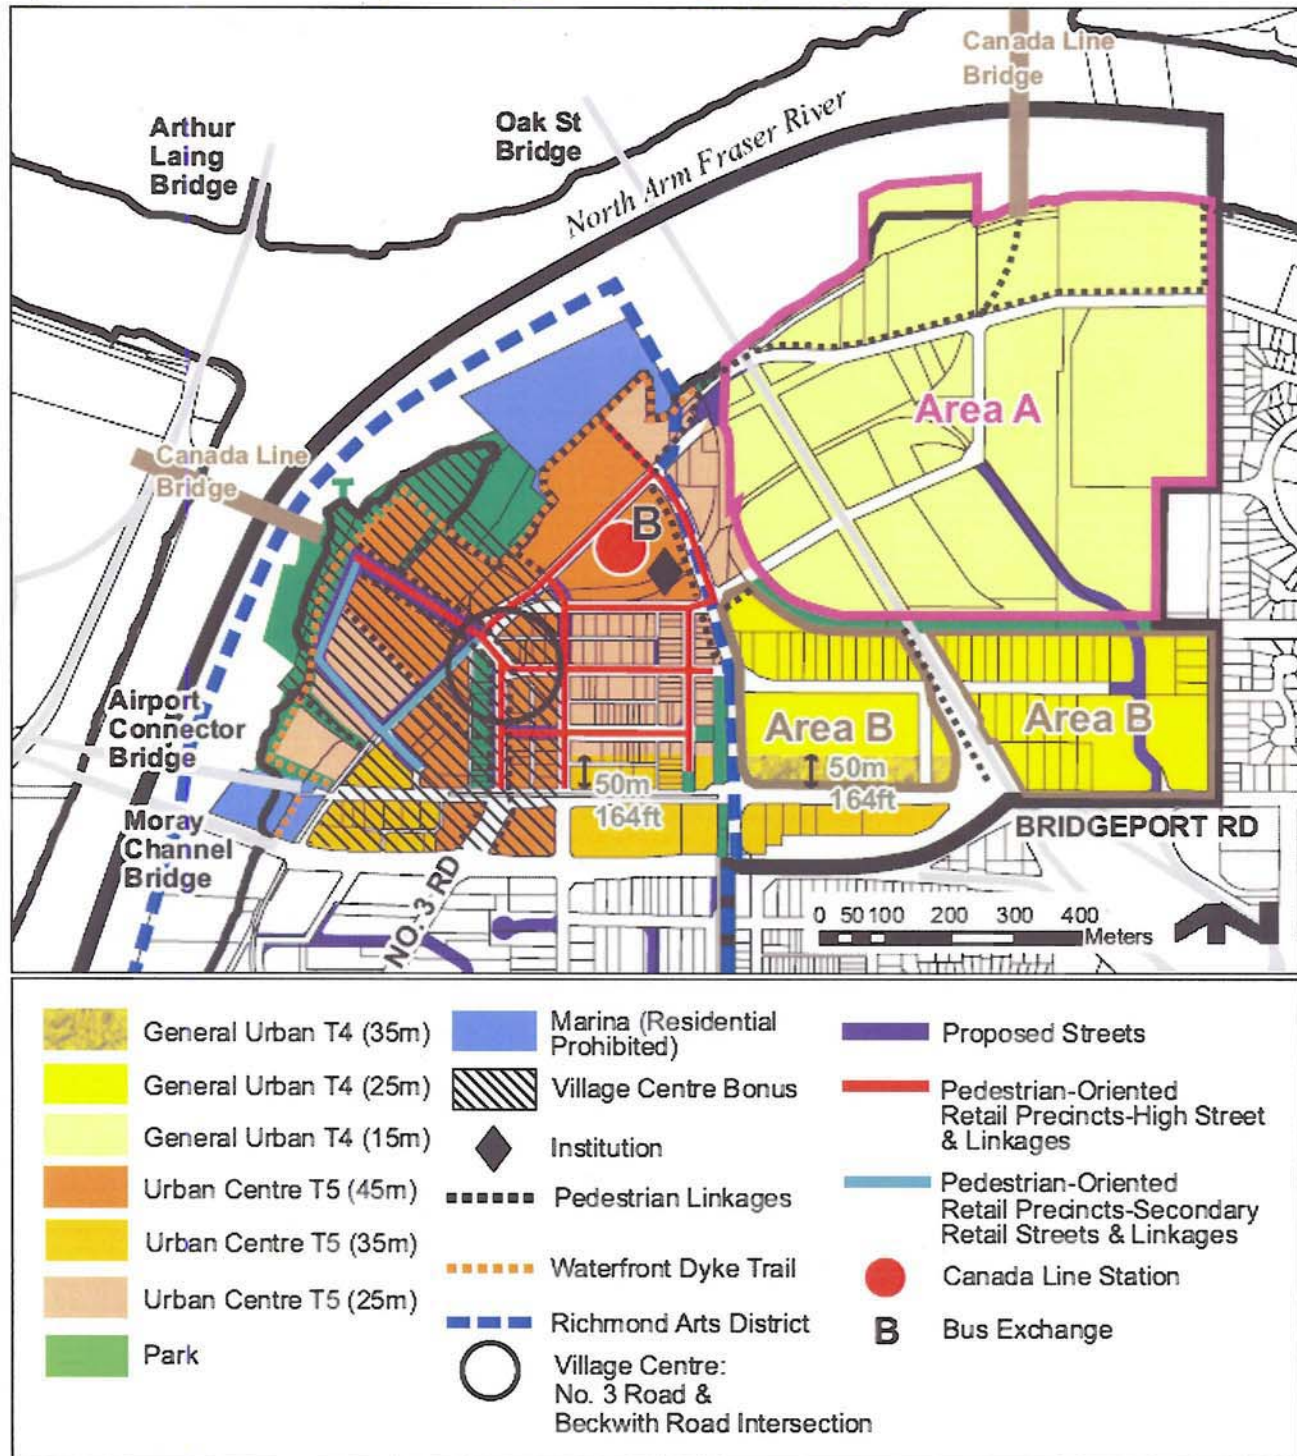 Canada Line
Bridge
Arthur
Laing
Bridge
Oak St
Bridge
North Arm Fraser River
Area A
Canada Line
Bridge
B
Airport
Connector
Bridge
Area B
Area B
50m
164ft
50m
164ft
Moray
Channel
Bridge
BRIDGEPORT RD
NO. 3 RD
0 50 100 200 300 400
Meters
General Urban T4 (35m)
General Urban T4 (25m)
General Urban T4 (15m)
Urban Centre T5 (45m)
Urban Centre T5 (35m)
Urban Centre T5 (25m)
Park
Marina (Residential
Prohibited)
Village Centre Bonus
Institution
Pedestrian Linkages
Waterfront Dyke Trail
Richmond Arts District
Village Centre:
No. 3 Road &
Beckwith Road Intersection
Proposed Streets
Pedestrian-Oriented
Retail Precincts-High Street
& Linkages
Pedestrian-Oriented
Retail Precincts-Secondary
Retail Streets & Linkages
Canada Line Station
B Bus Exchange